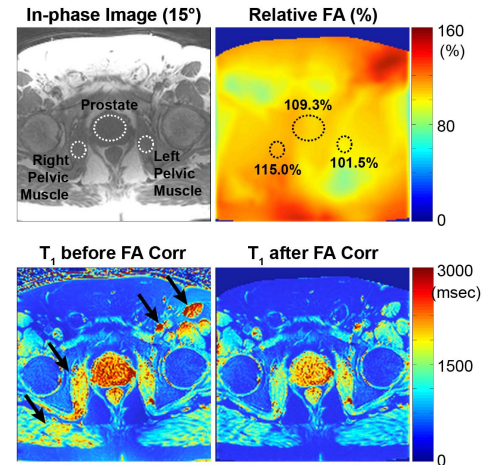 In-phase Image (15°)
Relative FA (%)
Prostate
Right
Pelvic
Muscle
Left
Pelvic
Muscle
109.3%
115.0%
101.5%
160
(%)
80
0
T1 before FA Corr
T1 after FA Corr
3000
(msec)
1500
0